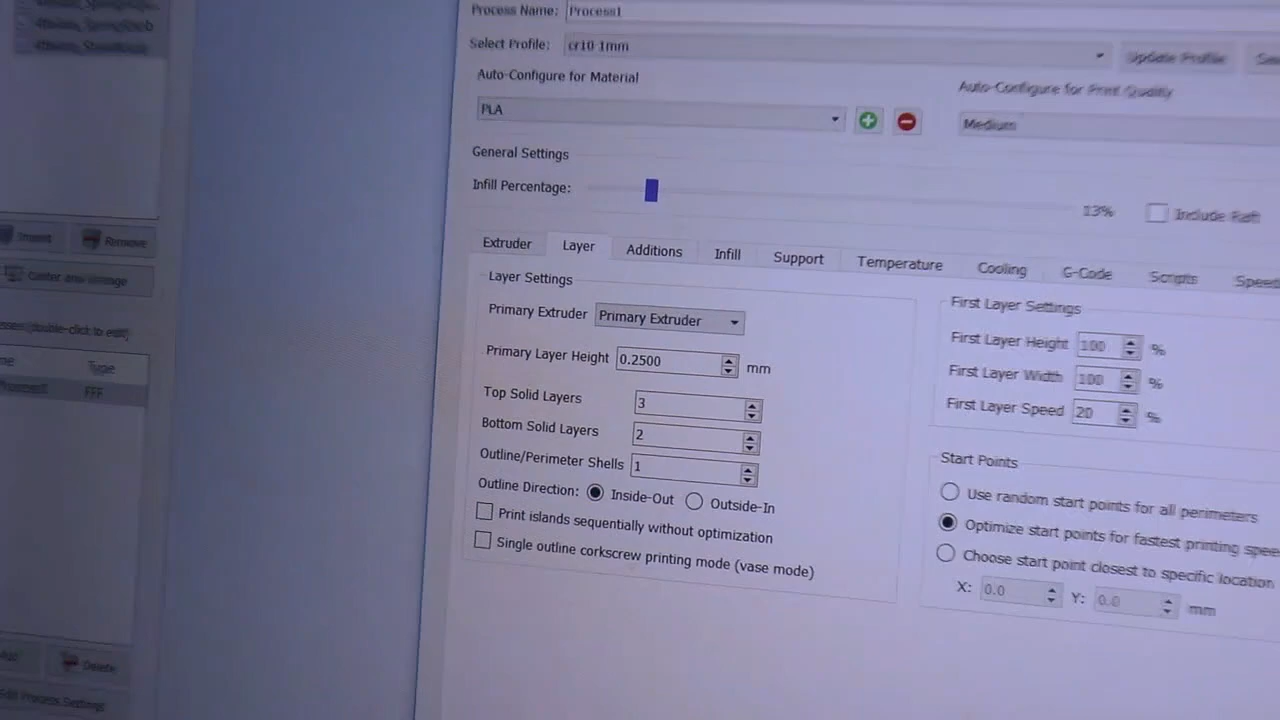 Process Name: Process1
Select Profile: cr10 1mm Update Profile
Auto-Configure for Material
Auto-Configure for Print Quality
PLA
Medium
General Settings
Infill Percentage:
13% Include Raft
Remove
Center and Arrange
(double-click to edit)
Type
FFF
Delete
Edit Process Settings
Extruder Layer Additions Infill Support Temperature Cooling G-Code Scripts
Layer Settings
Primary Extruder Primary Extruder
Primary Layer Height 0.2500 mm
Top Solid Layers 3
Bottom Solid Layers 2
Outline/Perimeter Shells 1
Outline Direction: Inside-Out Outside-In
Print islands sequentially without optimization
Single outline corkscrew printing mode (vase mode)
First Layer Settings
First Layer Height 100 %
First Layer Width 100 %
First Layer Speed 20 %
Start Points
Use random start points for all perimeters
Optimize start points for fastest printing spee
Choose start point closest to specific location
X: 0.0 Y: 0.0 mm